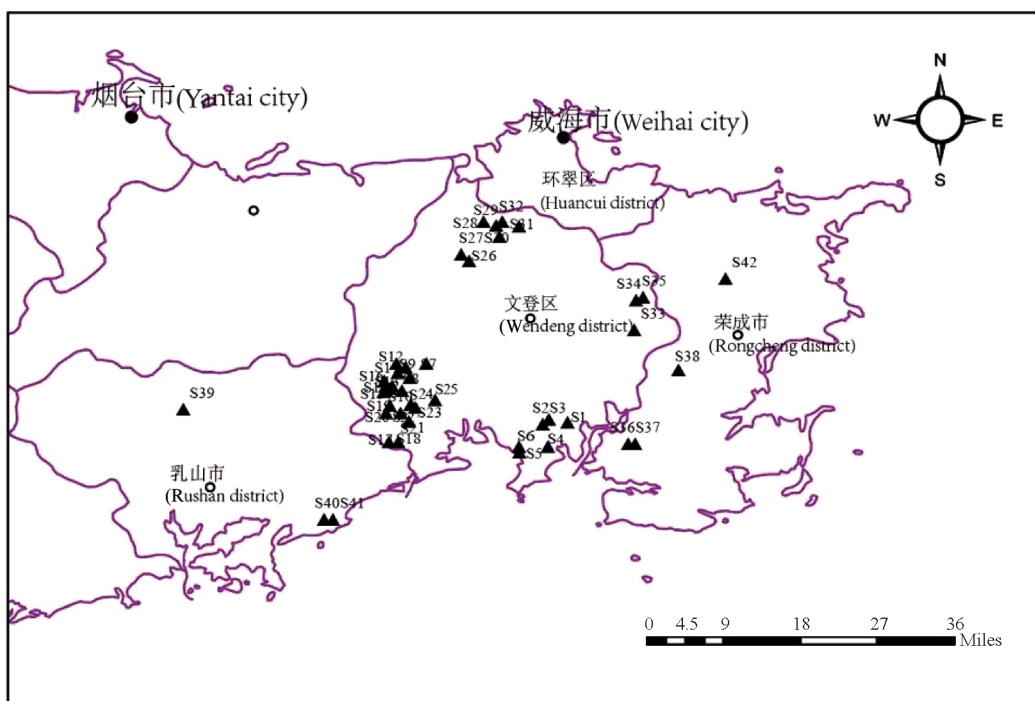 N
烟台市(Yantai city)
威海市(Weihai city)
W
E
S
环翠区
(Huancui district)
S29 S32
S28
S31
S27
S26
S42
S34 S35
文登区
(Wendeng district)
S33
荣成市
(Rongcheng district)
S12
S7
S38
S39
S25
S24
S23
S2 S3
S1
S21
S6
S4
S36 S37
S18
S5
乳山市
(Rushan district)
S40 S41
0 4.5 9 18 27 36
Miles